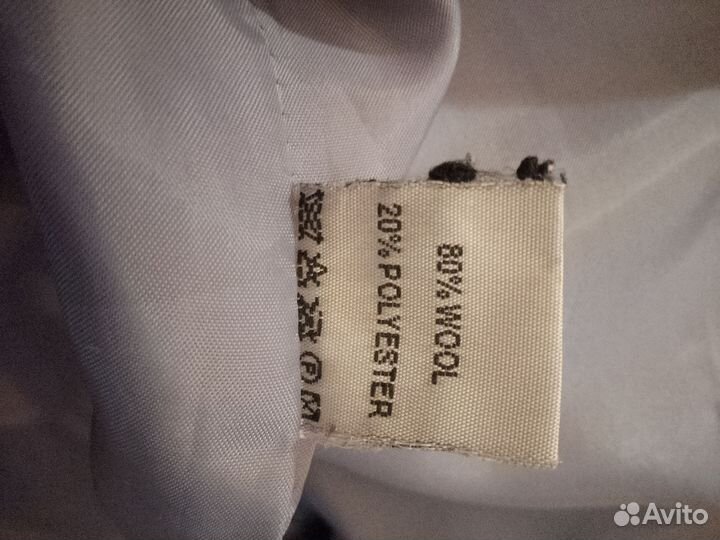 80% WOOL
20% POLYESTER
Ⓕ
Avito